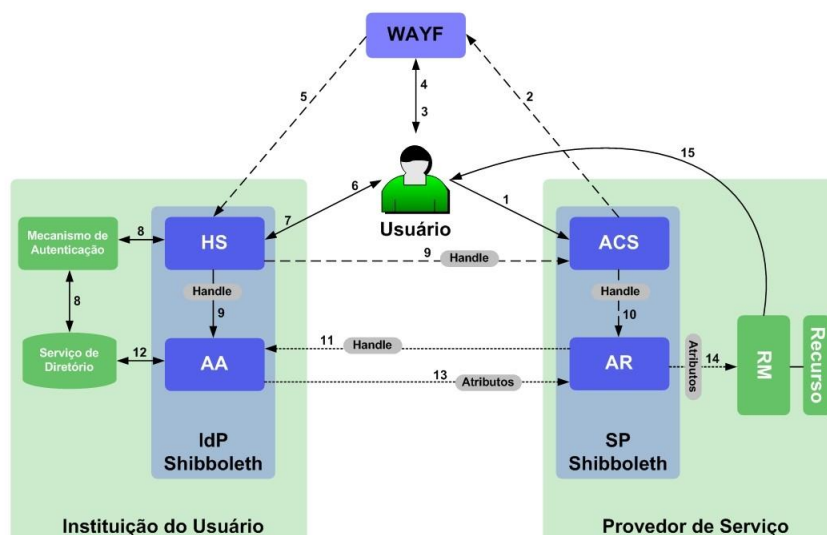 WAYF
5
4
3
2
15
6
7
1
Usuário
Mecanismo de
Autenticação
8
HS
9
Handle
ACS
8
Handle
9
Handle
10
Serviço de
Diretório
12
AA
11
Handle
13
Atributos
AR
Atributos
14
RM
Recurso
IdP
Shibboleth
SP
Shibboleth
Instituição do Usuário
Provedor de Serviço